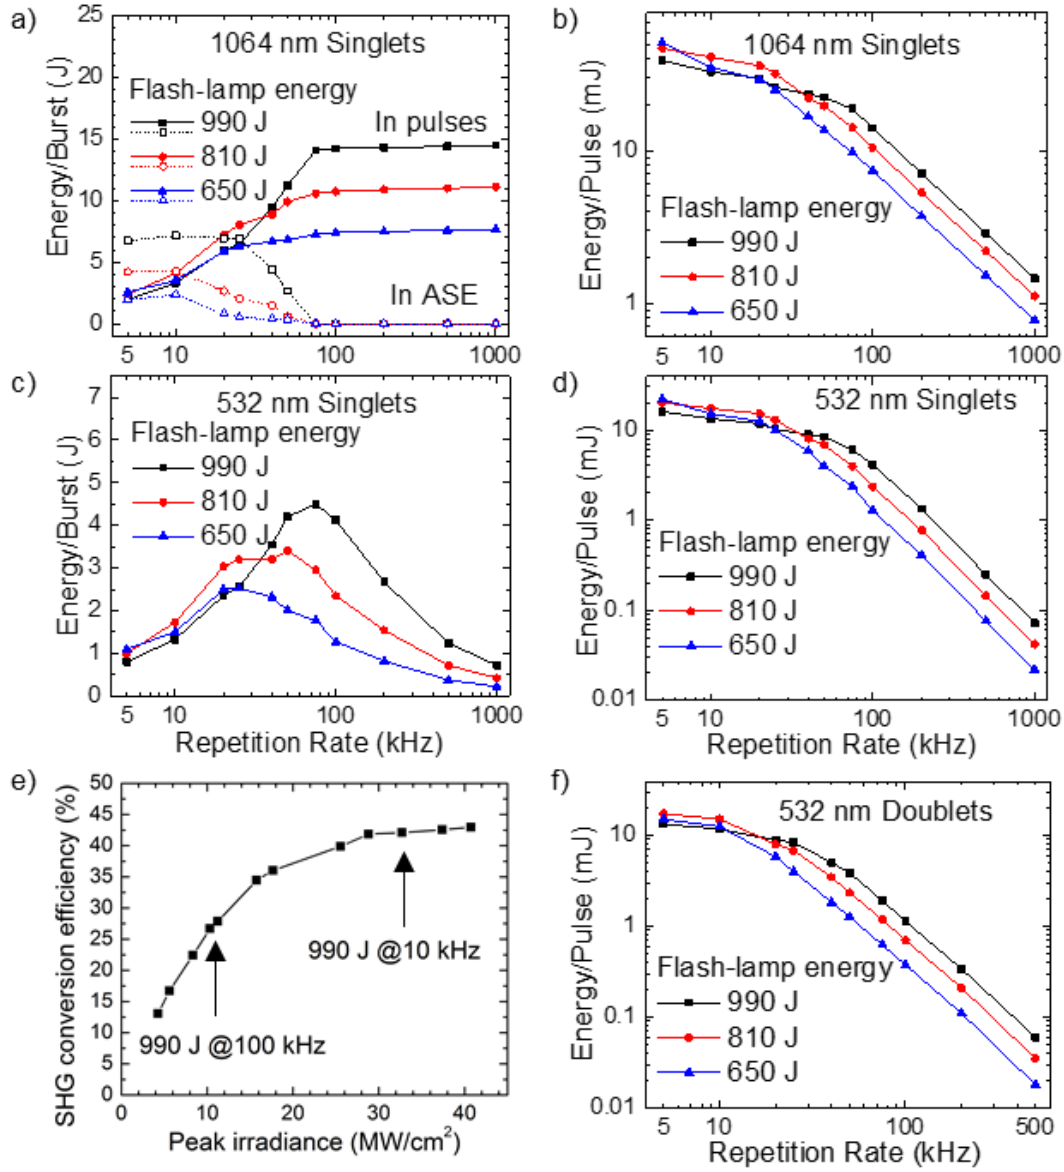 a)
1064 nm Singlets
Flash-lamp energy
990 J
810 J
650 J
In pulses
In ASE
Energy/Burst (J)
25
20
15
10
5
0
5 10 100 1000
b)
1064 nm Singlets
Flash-lamp energy
990 J
810 J
650 J
Energy/Pulse (mJ)
10
1
5 10 100 1000
c)
532 nm Singlets
Flash-lamp energy
990 J
810 J
650 J
Energy/Burst (J)
7
6
5
4
3
2
1
0
5 10 100 1000
Repetition Rate (kHz)
d)
532 nm Singlets
Flash-lamp energy
990 J
810 J
650 J
Energy/Pulse (mJ)
10
1
0.1
0.01
5 10 100 1000
Repetition Rate (kHz)
e)
SHG conversion efficiency (%)
50
45
40
35
30
25
20
15
10
5
0
990 J @10 kHz
990 J @100 kHz
0 10 20 30 40
Peak irradiance (MW/cm²)
f)
532 nm Doublets
Flash-lamp energy
990 J
810 J
650 J
Energy/Pulse (mJ)
10
1
0.1
0.01
5 10 100 500
Repetition Rate (kHz)